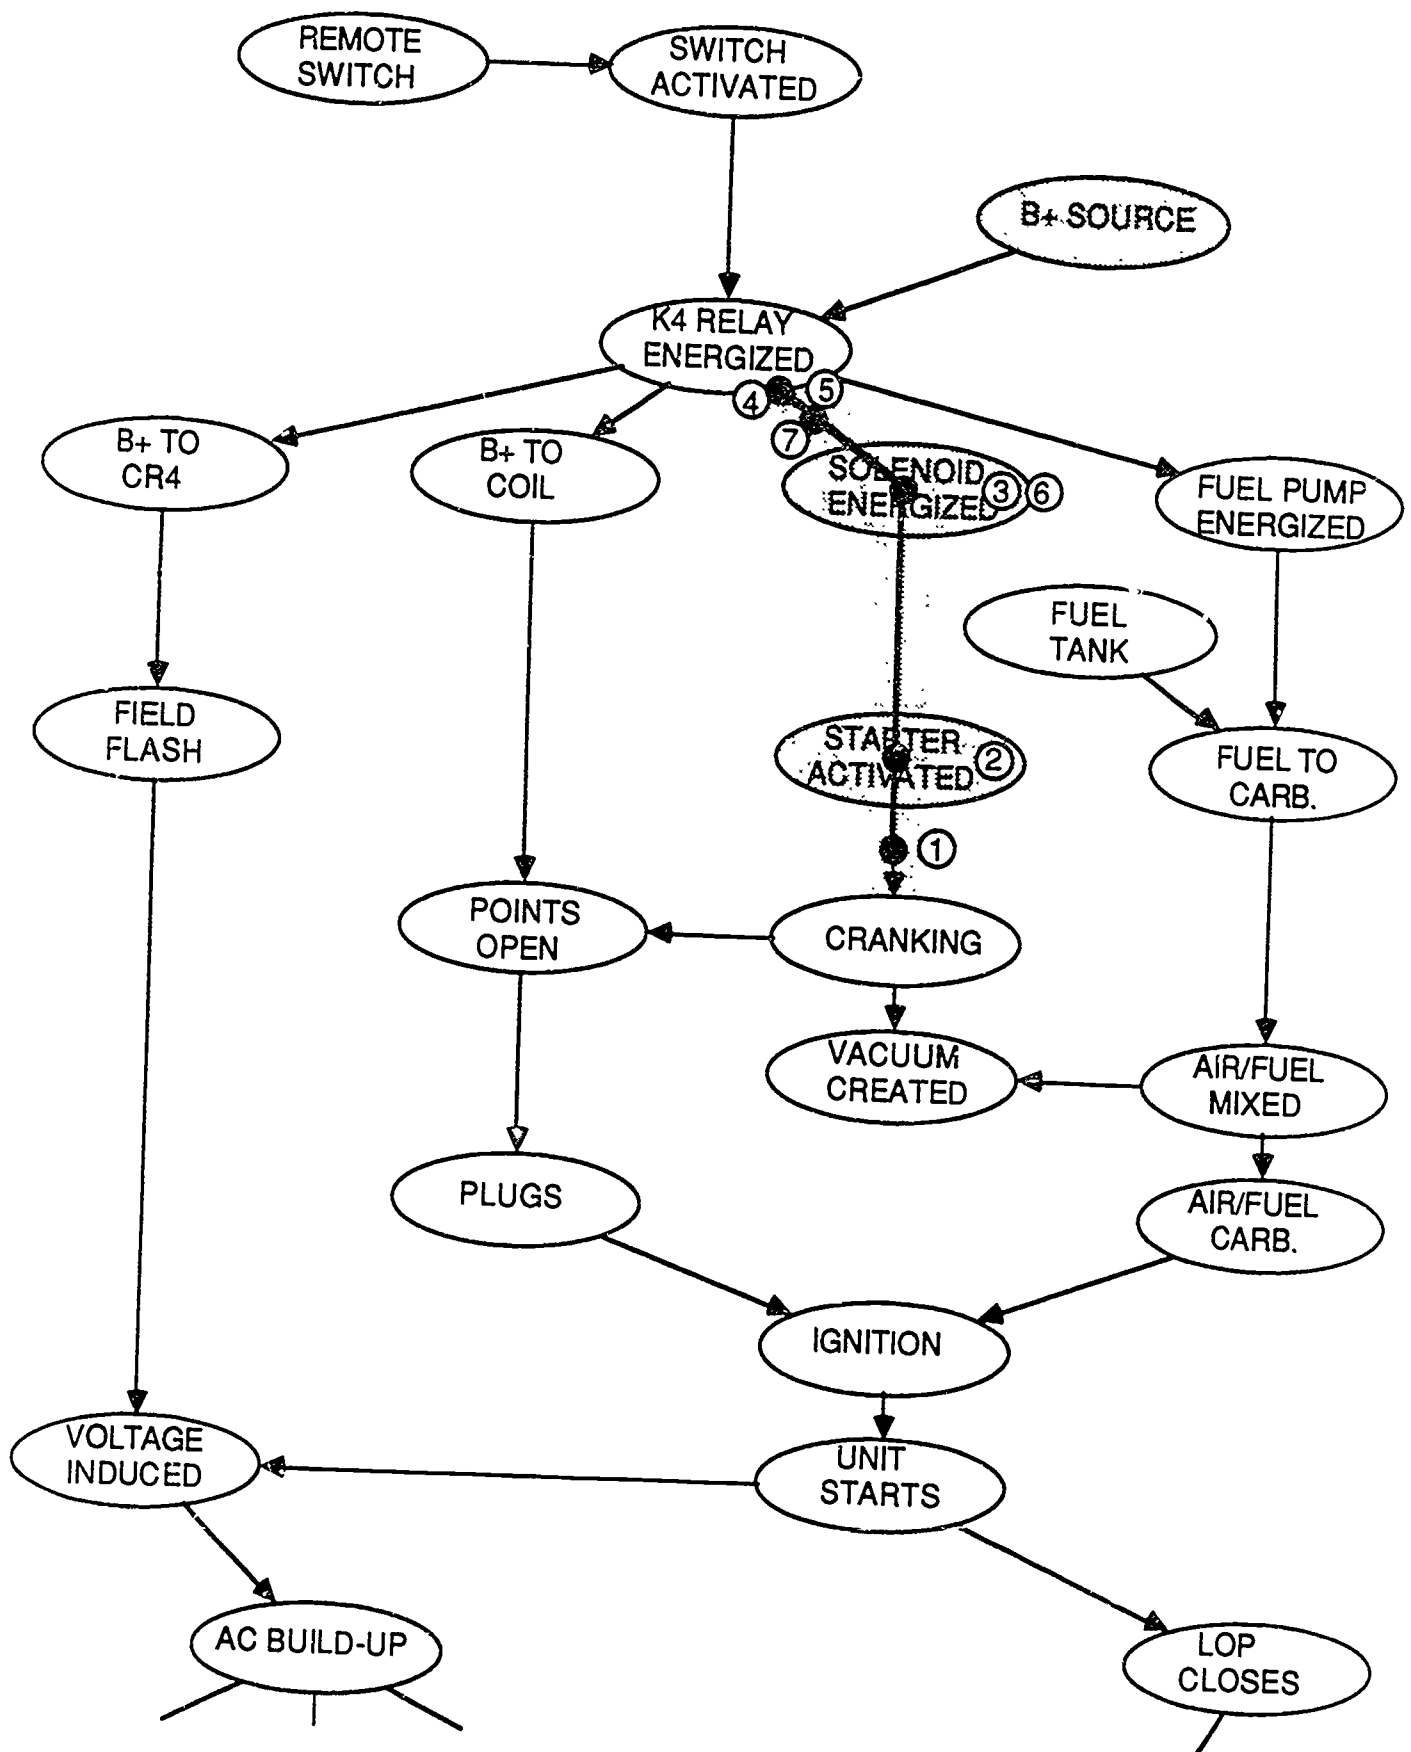 REMOTE
SWITCH
SWITCH
ACTIVATED
B+ SOURCE
K4 RELAY
ENERGIZED
4
5
7
B+ TO
CR4
B+ TO
COIL
SOLENOID
ENERGIZED
3
6
FUEL PUMP
ENERGIZED
FUEL
TANK
FIELD
FLASH
STARTER
ACTIVATED
2
FUEL TO
CARB.
1
POINTS
OPEN
CRANKING
VACUUM
CREATED
AIR/FUEL
MIXED
PLUGS
AIR/FUEL
CARB.
IGNITION
VOLTAGE
INDUCED
UNIT
STARTS
AC BUILD-UP
LOP
CLOSES